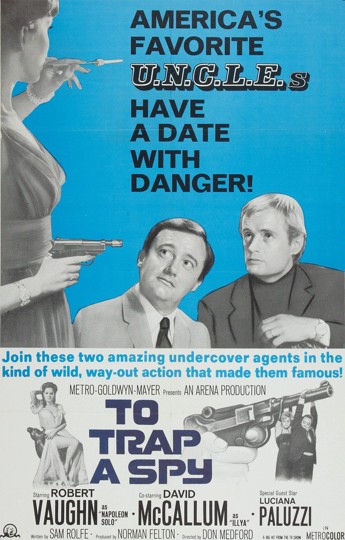 AMERICA'S
FAVORITE
U.N.C.L.E.s
HAVE
A DATE
WITH
DANGER!
Join these two amazing undercover agents in the
kind of wild, way-out action that made them famous!
METRO-GOLDWYN-MAYER Presents AN ARENA PRODUCTION
TO
TRAP
A SPY
Starring ROBERT VAUGHN as "NAPOLEON SOLO"
Co-starring DAVID McCALLUM as "ILLYA"
Special Guest Star LUCIANA PALUZZI
Written by SAM ROLFE · Produced by NORMAN FELTON · Directed by DON MEDFORD
IN METROCOLOR
MGM